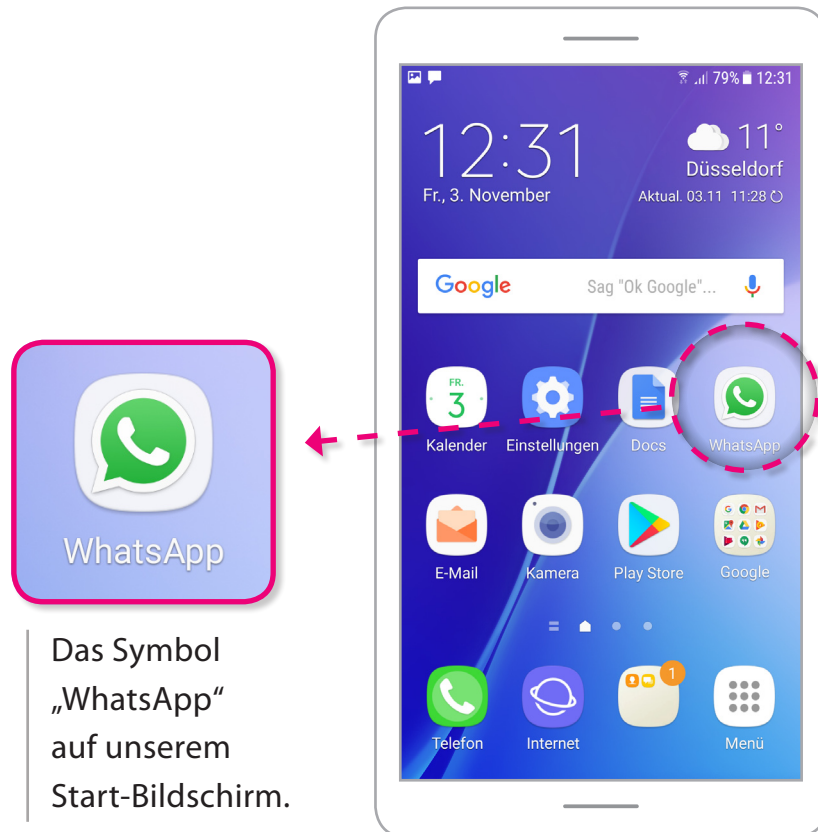 79% 12:31
12:31
11°
Düsseldorf
Fr., 3. November
Aktual. 03.11 11:28
Google
Sag "Ok Google"...
FR.
3
Kalender
Einstellungen
Docs
WhatsApp
E-Mail
Kamera
Play Store
Google
1
Telefon
Internet
Menü
WhatsApp
Das Symbol
„WhatsApp“
auf unserem
Start-Bildschirm.